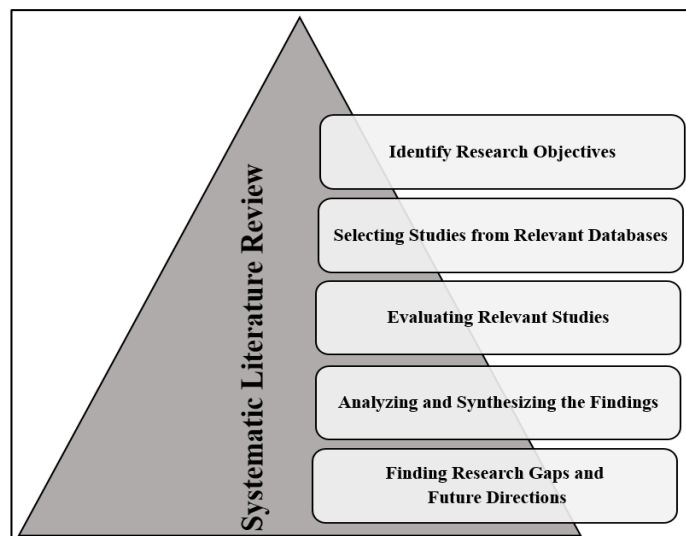 Systematic Literature Review
Identify Research Objectives
Selecting Studies from Relevant Databases
Evaluating Relevant Studies
Analyzing and Synthesizing the Findings
Finding Research Gaps and
Future Directions